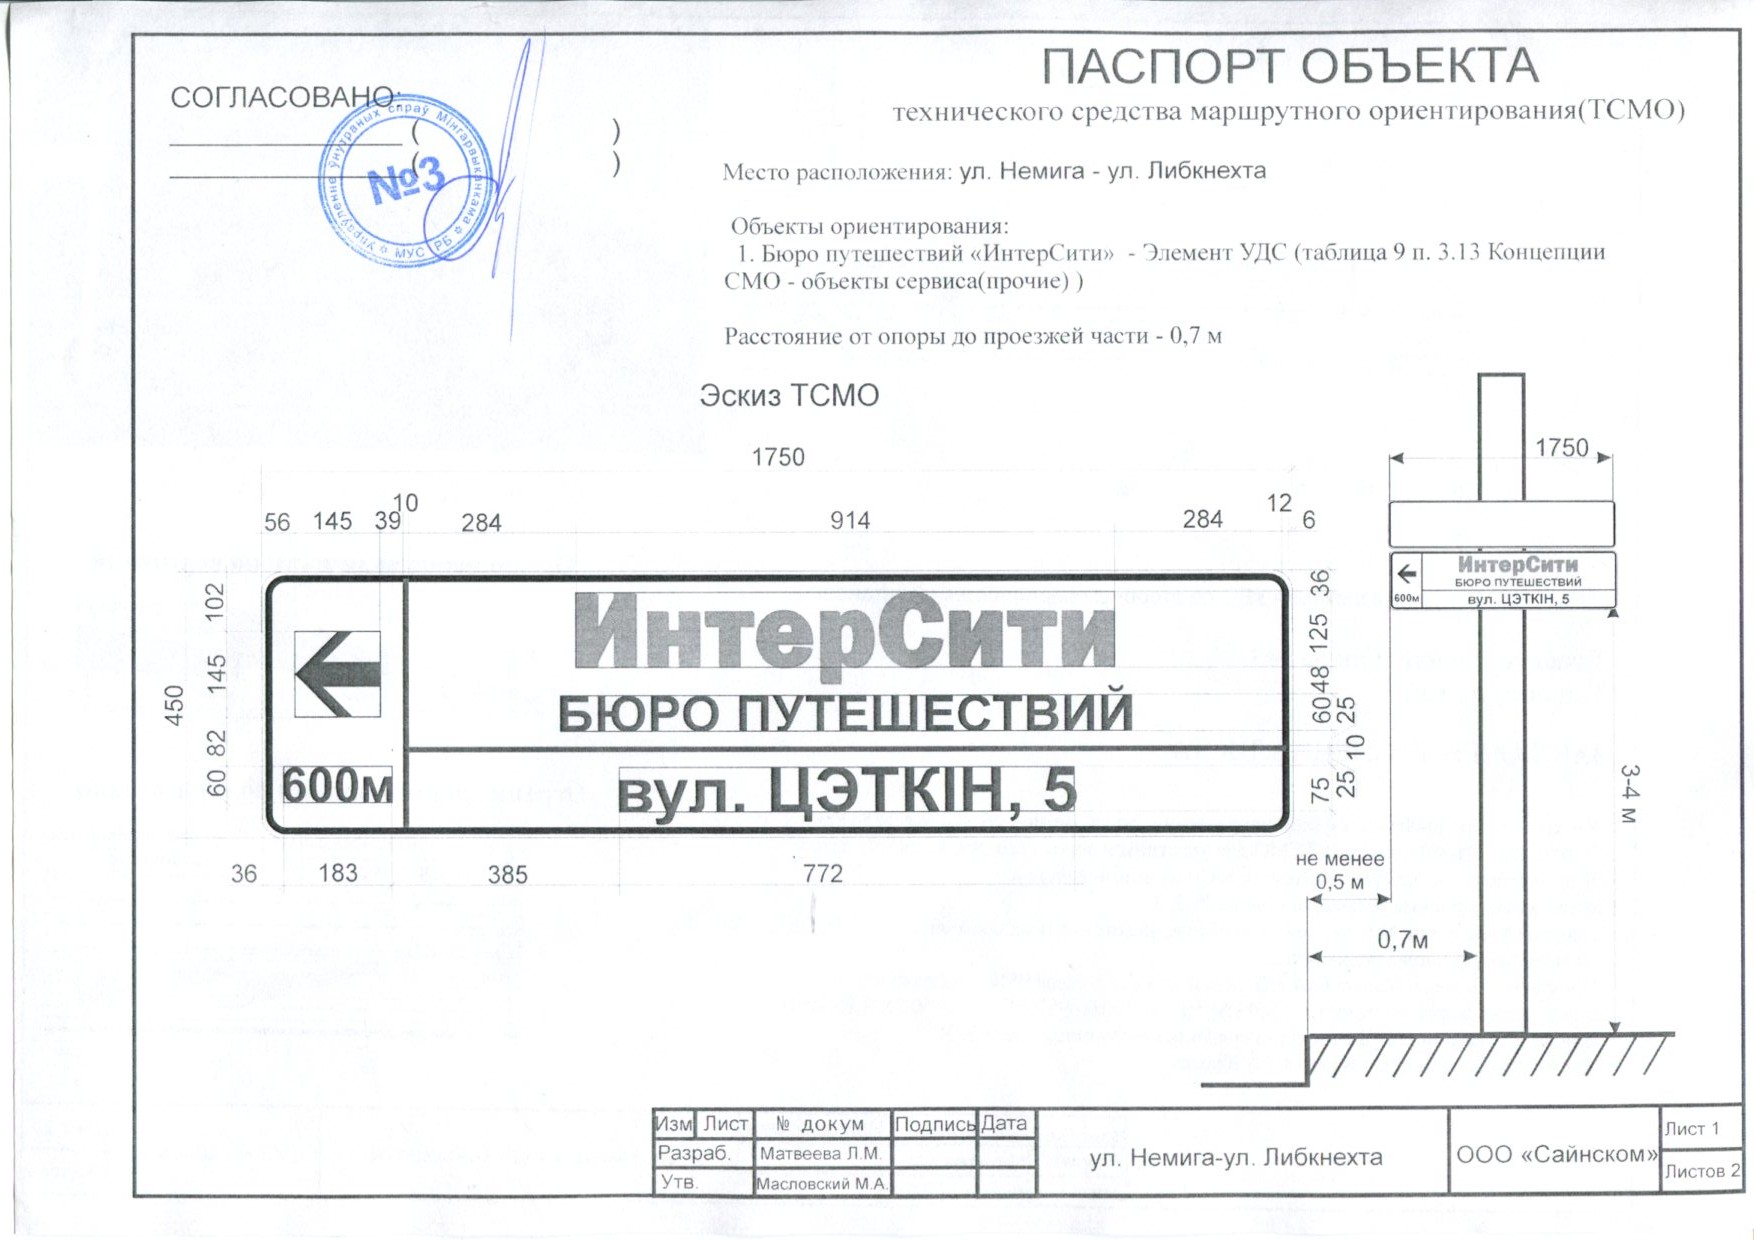 ПАСПОРТ ОБЪЕКТА
технического средства маршрутного ориентирования(ТСМО)
СОГЛАСОВАНО:
( )
( )
Упраўленне ўнутраных спраў Мінгарвыканкама
МУС РБ
№3
Место расположения: ул. Немига - ул. Либкнехта
Объекты ориентирования:
1. Бюро путешествий «ИнтерСити» - Элемент УДС (таблица 9 п. 3.13 Концепции
СМО - объекты сервиса(прочие) )
Расстояние от опоры до проезжей части - 0,7 м
Эскиз ТСМО
1750
56 145 39 10 284 914 284 12 6
450
102
145
82
60
ИнтерСити
БЮРО ПУТЕШЕСТВИЙ
600м
вул. ЦЭТКІН, 5
36
125
48
60
25
10
75
25
36 183 385 772
1750
ИнтерСити
БЮРО ПУТЕШЕСТВИЙ
600м
вул. ЦЭТКІН, 5
3-4 м
не менее
0,5 м
0,7м
Изм Лист № докум Подпись Дата
Разраб. Матвеева Л.М.
Утв. Масловский М.А.
ул. Немига-ул. Либкнехта
ООО «Сайнском»
Лист 1
Листов 2